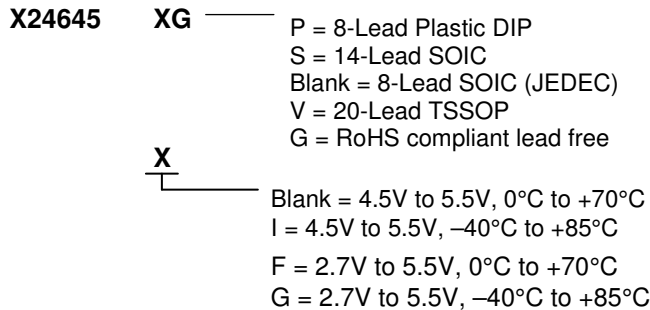 X24645 XG P = 8-Lead Plastic DIP
S = 14-Lead SOIC
Blank = 8-Lead SOIC (JEDEC)
V = 20-Lead TSSOP
G = RoHS compliant lead free
X
Blank = 4.5V to 5.5V, 0°C to +70°C
I = 4.5V to 5.5V, –40°C to +85°C
F = 2.7V to 5.5V, 0°C to +70°C
G = 2.7V to 5.5V, –40°C to +85°C